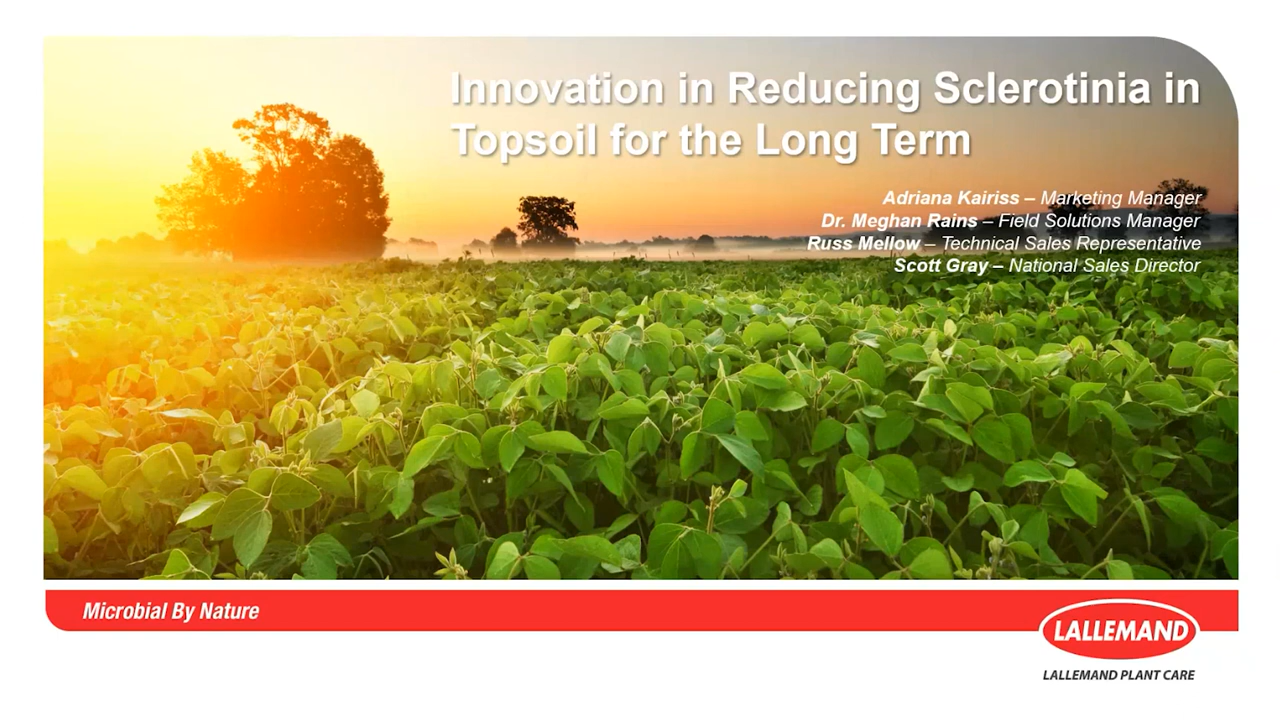 Innovation in Reducing Sclerotinia in
Topsoil for the Long Term
Adriana Kairiss – Marketing Manager
Dr. Meghan Rains – Field Solutions Manager
Russ Mellow – Technical Sales Representative
Scott Gray – National Sales Director
Microbial By Nature
LALLEMAND
LALLEMAND PLANT CARE